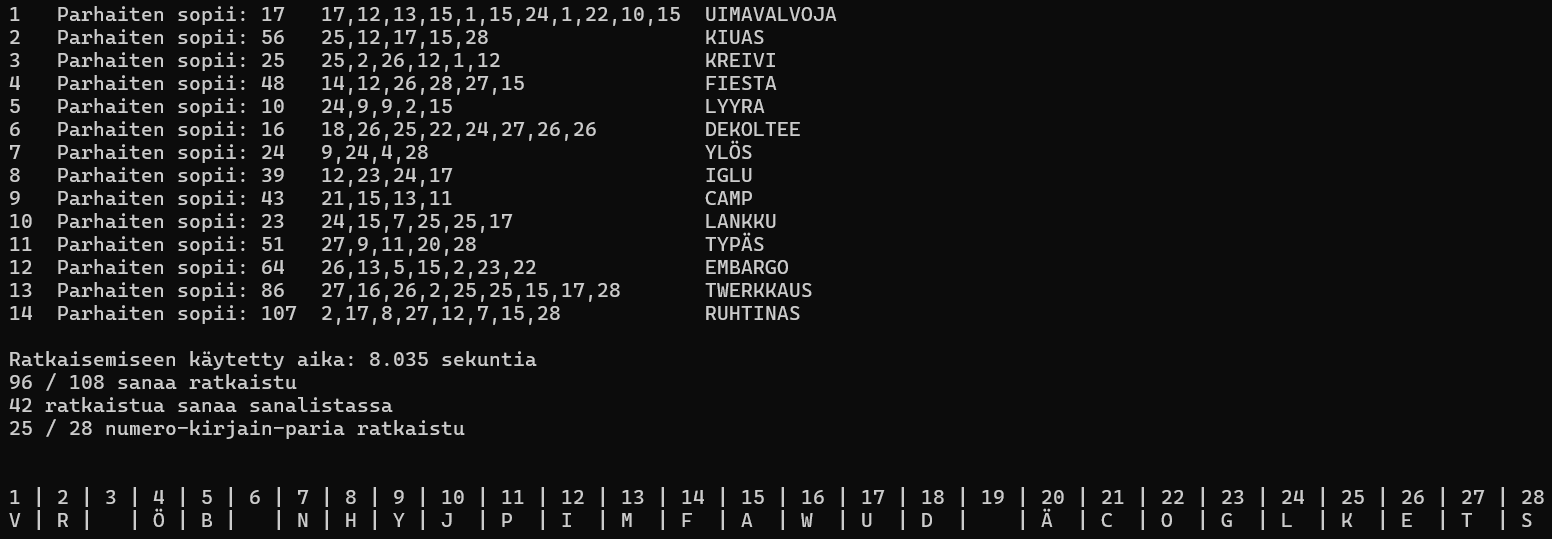 1   Parhaiten sopii: 17   17,12,13,15,1,15,24,1,22,10,15  UIMAVALVOJA
2   Parhaiten sopii: 56   25,12,17,15,28                  KIUAS
3   Parhaiten sopii: 25   25,2,26,12,1,12                 KREIVI
4   Parhaiten sopii: 48   14,12,26,28,27,15               FIESTA
5   Parhaiten sopii: 10   24,9,9,2,15                     LYYRA
6   Parhaiten sopii: 16   18,26,25,22,24,27,26,26         DEKOLTEE
7   Parhaiten sopii: 24   9,24,4,28                       YLÖS
8   Parhaiten sopii: 39   12,23,24,17                     IGLU
9   Parhaiten sopii: 43   21,15,13,11                     CAMP
10  Parhaiten sopii: 23   24,15,7,25,25,17                LANKKU
11  Parhaiten sopii: 51   27,9,11,20,28                   TYPÄS
12  Parhaiten sopii: 64   26,13,5,15,2,23,22              EMBARGO
13  Parhaiten sopii: 86   27,16,26,2,25,25,15,17,28       TWERKKAUS
14  Parhaiten sopii: 107  2,17,8,27,12,7,15,28            RUHTINAS
Ratkaisemiseen käytetty aika: 8.035 sekuntia
96 / 108 sanaa ratkaistu
42 ratkaistua sanaa sanalistassa
25 / 28 numero-kirjain-paria ratkaistu
1 | 2 | 3 | 4 | 5 | 6 | 7 | 8 | 9 | 10 | 11 | 12 | 13 | 14 | 15 | 16 | 17 | 18 | 19 | 20 | 21 | 22 | 23 | 24 | 25 | 26 | 27 | 28
V | R |   | Ö | B |   | N | H | Y | J  | P  | I  | M  | F  | A  | W  | U  | D  |    | Ä  | C  | O  | G  | L  | K  | E  | T  | S